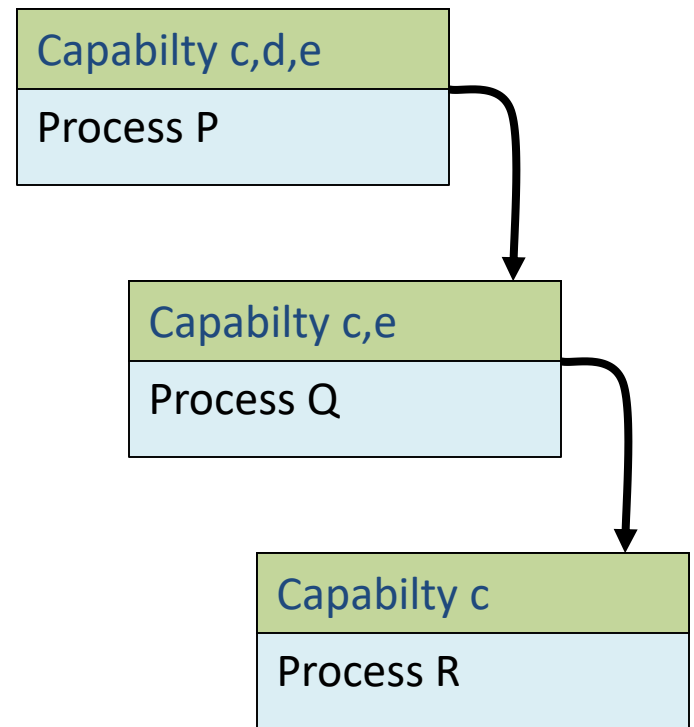 Capabilty c,d,e
Process P
Capabilty c,e
Process Q
Capabilty c
Process R